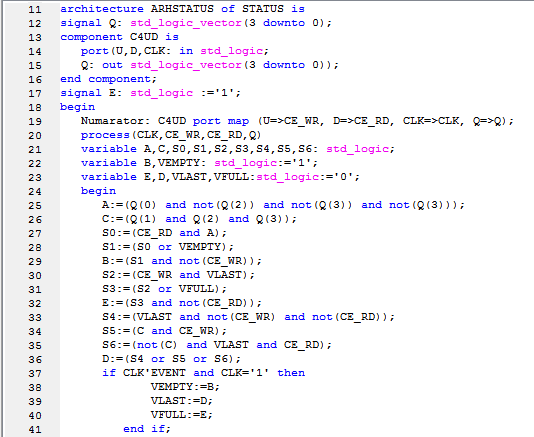 11 architecture ARHSTATUS of STATUS is
12 signal Q: std_logic_vector(3 downto 0);
13 component C4UD is
14 port(U,D,CLK: in std_logic;
15 Q: out std_logic_vector(3 downto 0));
16 end component;
17 signal E: std_logic :='1';
18 begin
19 Numarator: C4UD port map (U=>CE_WR, D=>CE_RD, CLK=>CLK, Q=>Q);
20 process(CLK,CE_WR,CE_RD,Q)
21 variable A,C,S0,S1,S2,S3,S4,S5,S6: std_logic;
22 variable B,VEMPTY: std_logic:='1';
23 variable E,D,VLAST,VFULL:std_logic:='0';
24 begin
25 A:=(Q(0) and not(Q(2)) and not(Q(3)) and not(Q(3)));
26 C:=(Q(1) and Q(2) and Q(3));
27 S0:=(CE_RD and A);
28 S1:=(S0 or VEMPTY);
29 B:=(S1 and not(CE_WR));
30 S2:=(CE_WR and VLAST);
31 S3:=(S2 or VFULL);
32 E:=(S3 and not(CE_RD));
33 S4:=(VLAST and not(CE_WR) and not(CE_RD));
34 S5:=(C and CE_WR);
35 S6:=(not(C) and VLAST and CE_RD);
36 D:=(S4 or S5 or S6);
37 if CLK'EVENT and CLK='1' then
38 VEMPTY:=B;
39 VLAST:=D;
40 VFULL:=E;
41 end if;